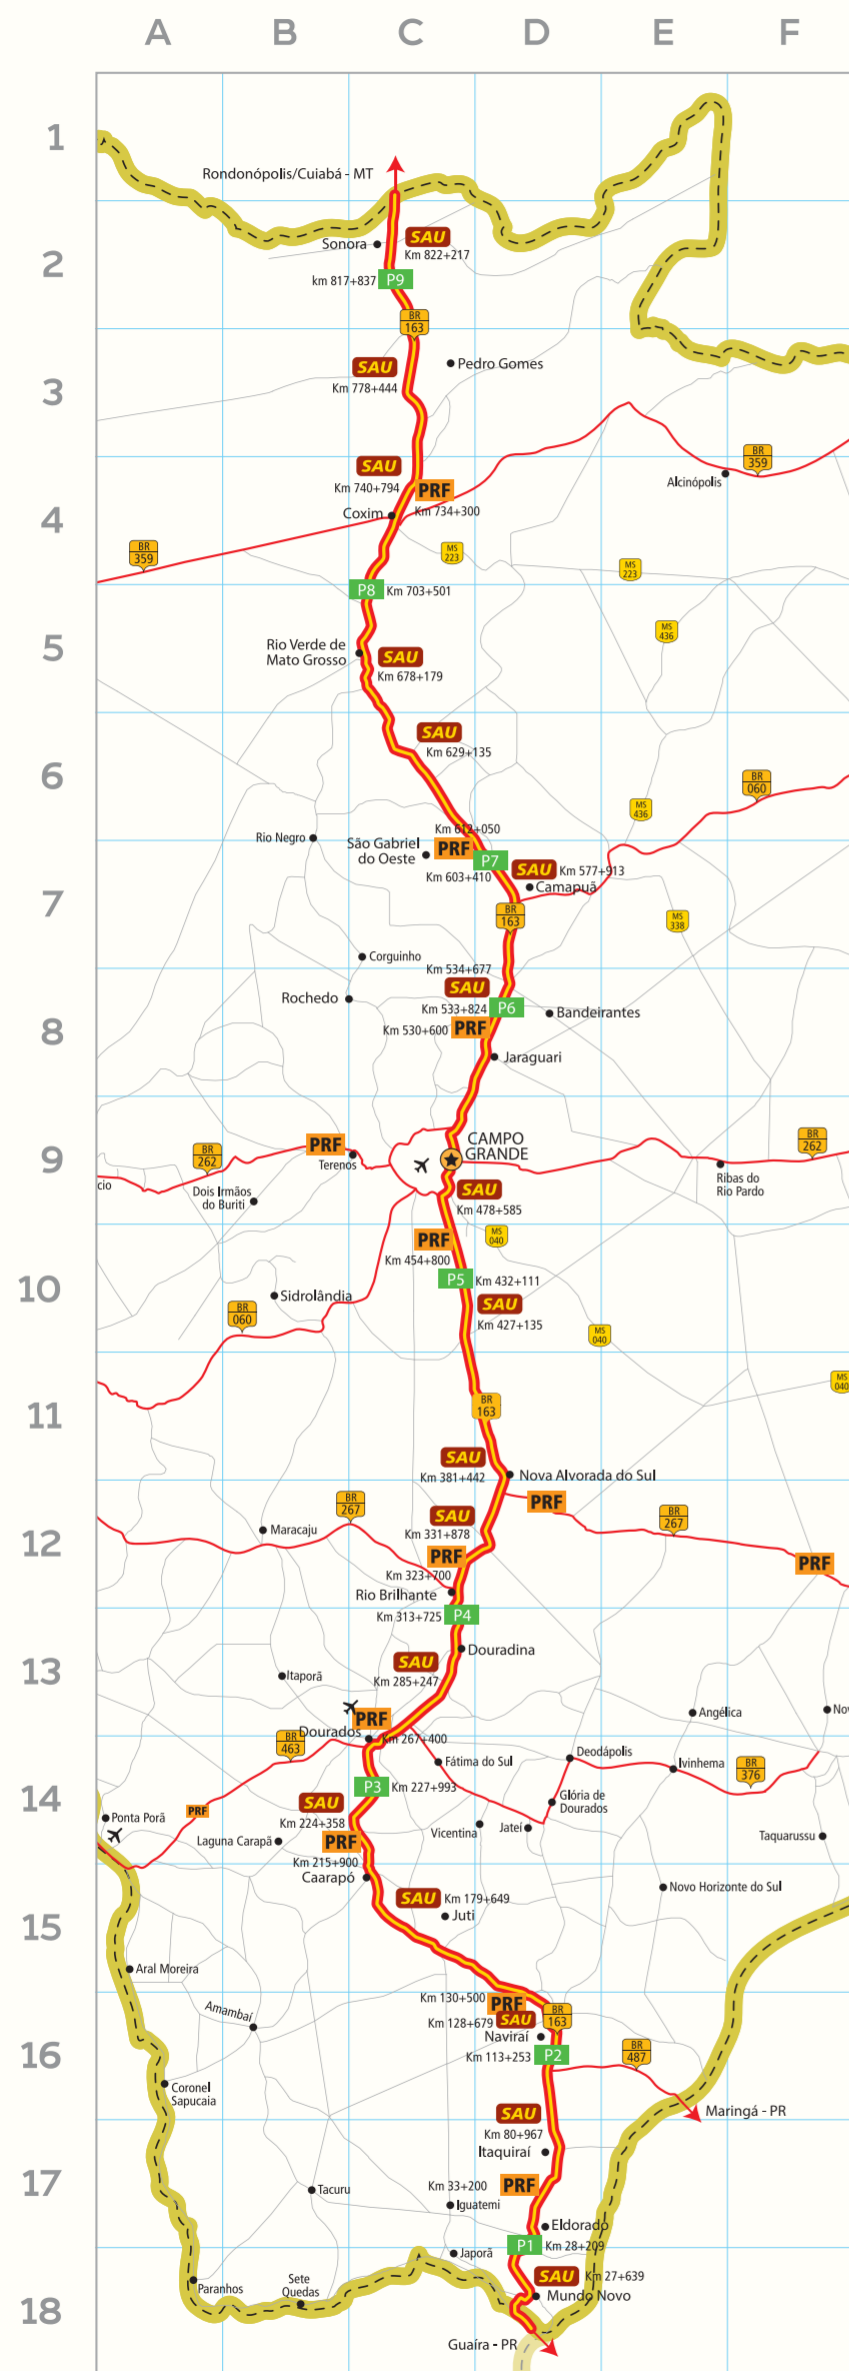 A B C D E F
1
Rondonópolis/Cuiabá - MT
SAU
Sonora
Km 822+217
2
km 817+837
P9
BR
163
SAU
Pedro Gomes
Km 778+444
3
BR
359
SAU
Alcinópolis
Km 740+794
PRF
Km 734+300
Coxim
4
BR
359
MS
223
MS
223
P8
Km 703+501
MS
436
Rio Verde de
Mato Grosso
5
SAU
Km 678+179
SAU
Km 629+135
6
BR
060
MS
436
Km 612+050
Rio Negro
São Gabriel
do Oeste
PRF
P7
Km 603+410
SAU
Km 577+913
Camapuã
7
BR
163
MS
338
Corguinho
Km 534+677
SAU
Rochedo
Km 533+824
P6
Bandeirantes
Km 530+600
PRF
8
Jaraguari
BR
262
PRF
Terenos
CAMPO
GRANDE
BR
262
9
cio
Dois Irmãos
do Buriti
Ribas do
Rio Pardo
SAU
Km 478+585
PRF
MS
040
Km 454+800
P5
Km 432+111
10
Sidrolândia
SAU
Km 427+135
BR
060
MS
040
MS
040
BR
163
11
SAU
Km 381+442
Nova Alvorada do Sul
BR
267
PRF
SAU
Km 331+878
BR
267
Maracaju
12
PRF
Km 323+700
PRF
Rio Brilhante
Km 313+725
P4
Douradina
SAU
Km 285+247
13
Itaporã
PRF
Angélica
Nov
Dourados
Km 267+400
BR
463
Fátima do Sul
Deodápolis
Ivinhema
BR
376
P3
Km 227+993
14
SAU
Km 224+358
PRF
Ponta Porã
Glória de
Dourados
Vicentina
Jateí
Laguna Carapã
PRF
Taquarussu
Km 215+900
Caarapó
SAU
Km 179+649
Novo Horizonte do Sul
Juti
15
Aral Moreira
Km 130+500
PRF
BR
163
Amambaí
Km 128+679
SAU
Naviraí
16
Km 113+253
P2
BR
487
Coronel
Sapucaia
Maringá - PR
SAU
Km 80+967
Itaquiraí
17
Km 33+200
PRF
Tacuru
Iguatemi
Eldorado
P1
Km 28+209
Japorã
SAU
Km 27+639
Paranhos
Sete
Quedas
Mundo Novo
18
Guaíra - PR